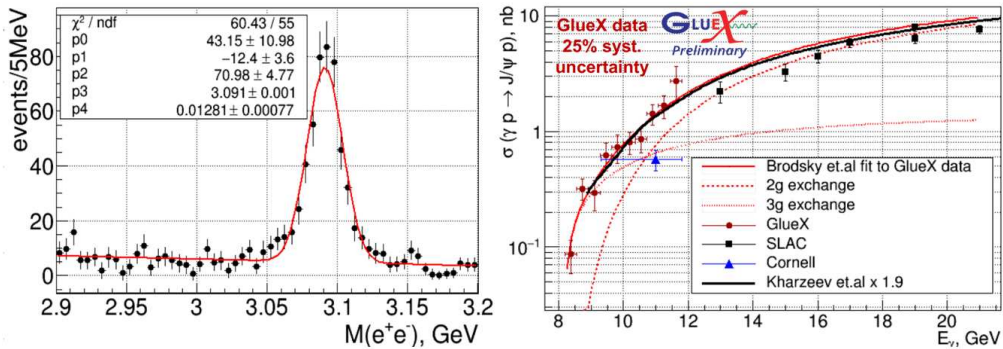 χ² / ndf 60.43 / 55
p0 43.15 ± 10.98
p1 −12.4 ± 3.6
p2 70.98 ± 4.77
p3 3.091 ± 0.001
p4 0.01281 ± 0.00077
events/5MeV
80
60
40
20
0
2.9 2.95 3 3.05 3.1 3.15 3.2
M(e⁺e⁻), GeV
GlueX data
25% syst.
uncertainty
GLUEX
Preliminary
σ (γ p → J/ψ p), nb
10
1
10⁻¹
Brodsky et.al fit to GlueX data
2g exchange
3g exchange
GlueX
SLAC
Cornell
Kharzeev et.al x 1.9
8 10 12 14 16 18 20
Eγ, GeV